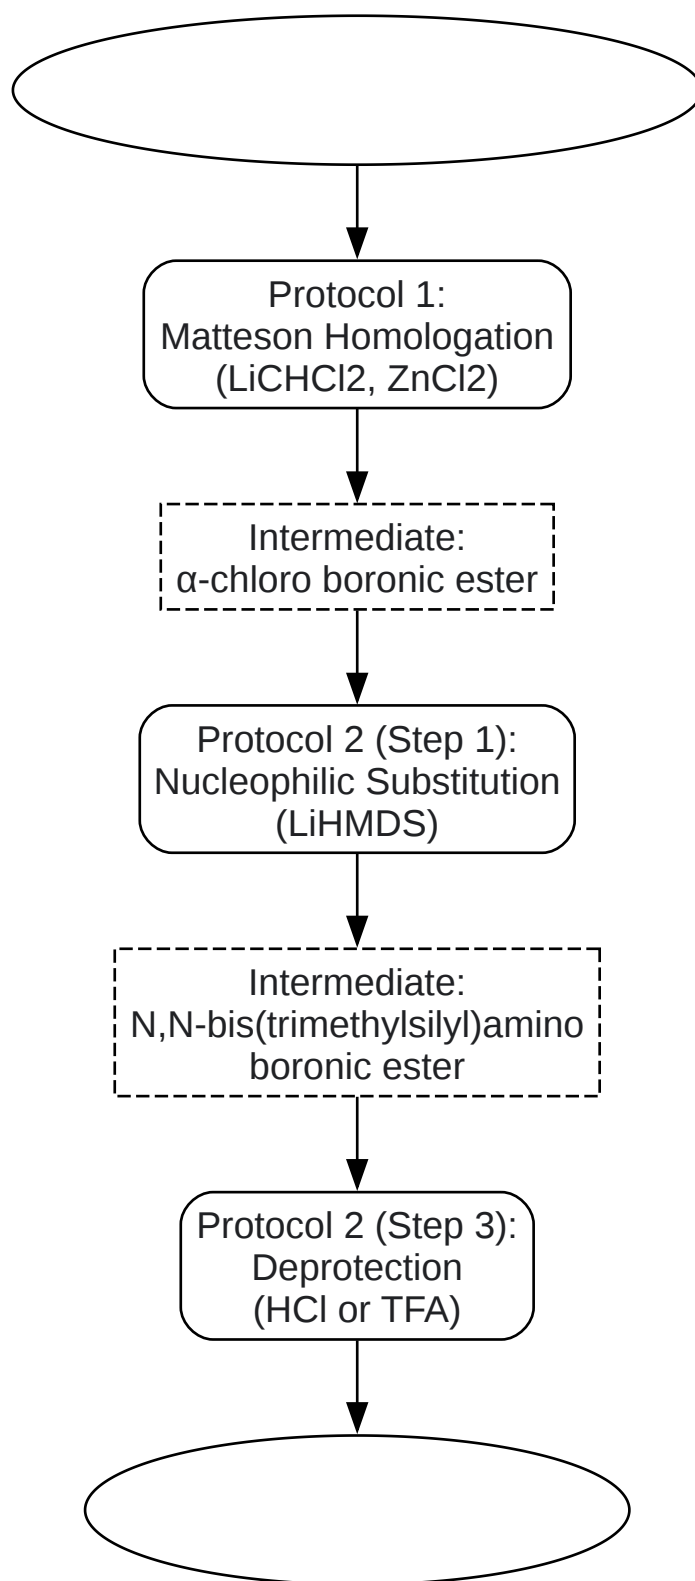 Protocol 1:
Matteson Homologation
(LiCHCl2, ZnCl2)
Intermediate:
α-chloro boronic ester
Protocol 2 (Step 1):
Nucleophilic Substitution
(LiHMDS)
Intermediate:
N,N-bis(trimethylsilyl)amino
boronic ester
Protocol 2 (Step 3):
Deprotection
(HCl or TFA)